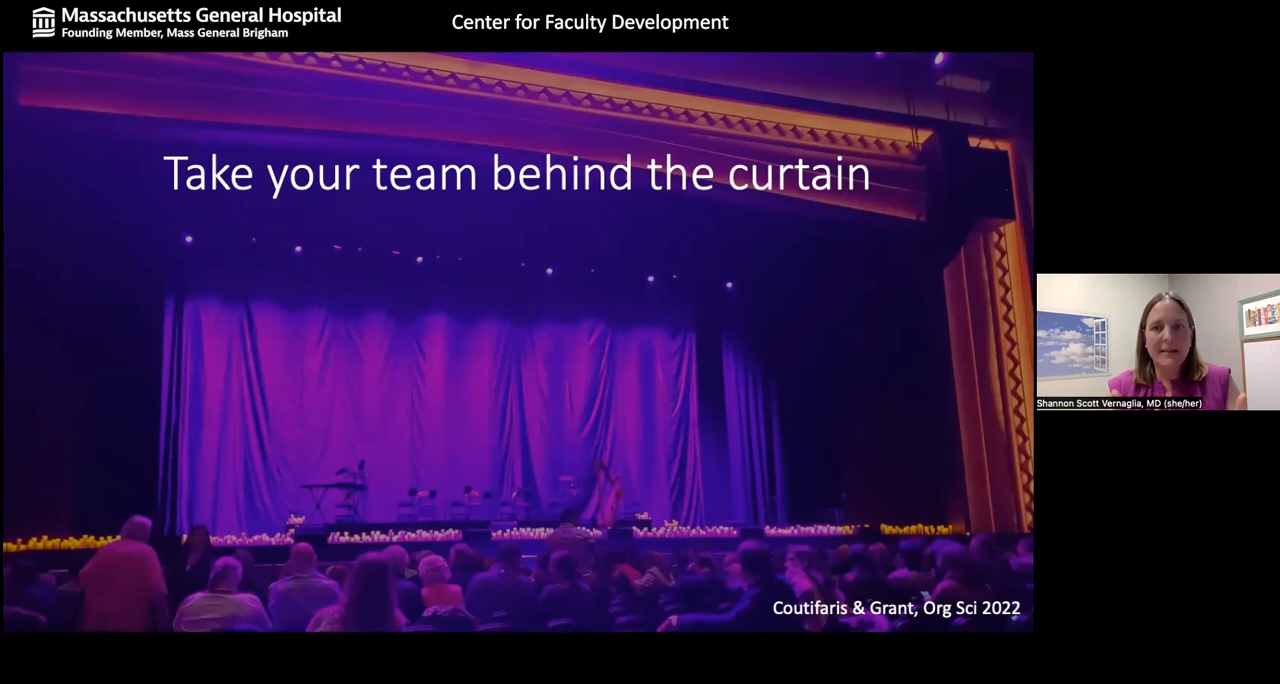 Massachusetts General Hospital
Founding Member, Mass General Brigham
Center for Faculty Development
Take your team behind the curtain
Shannon Scott Vernaglia, MD (she/her)
Coutifaris & Grant, Org Sci 2022